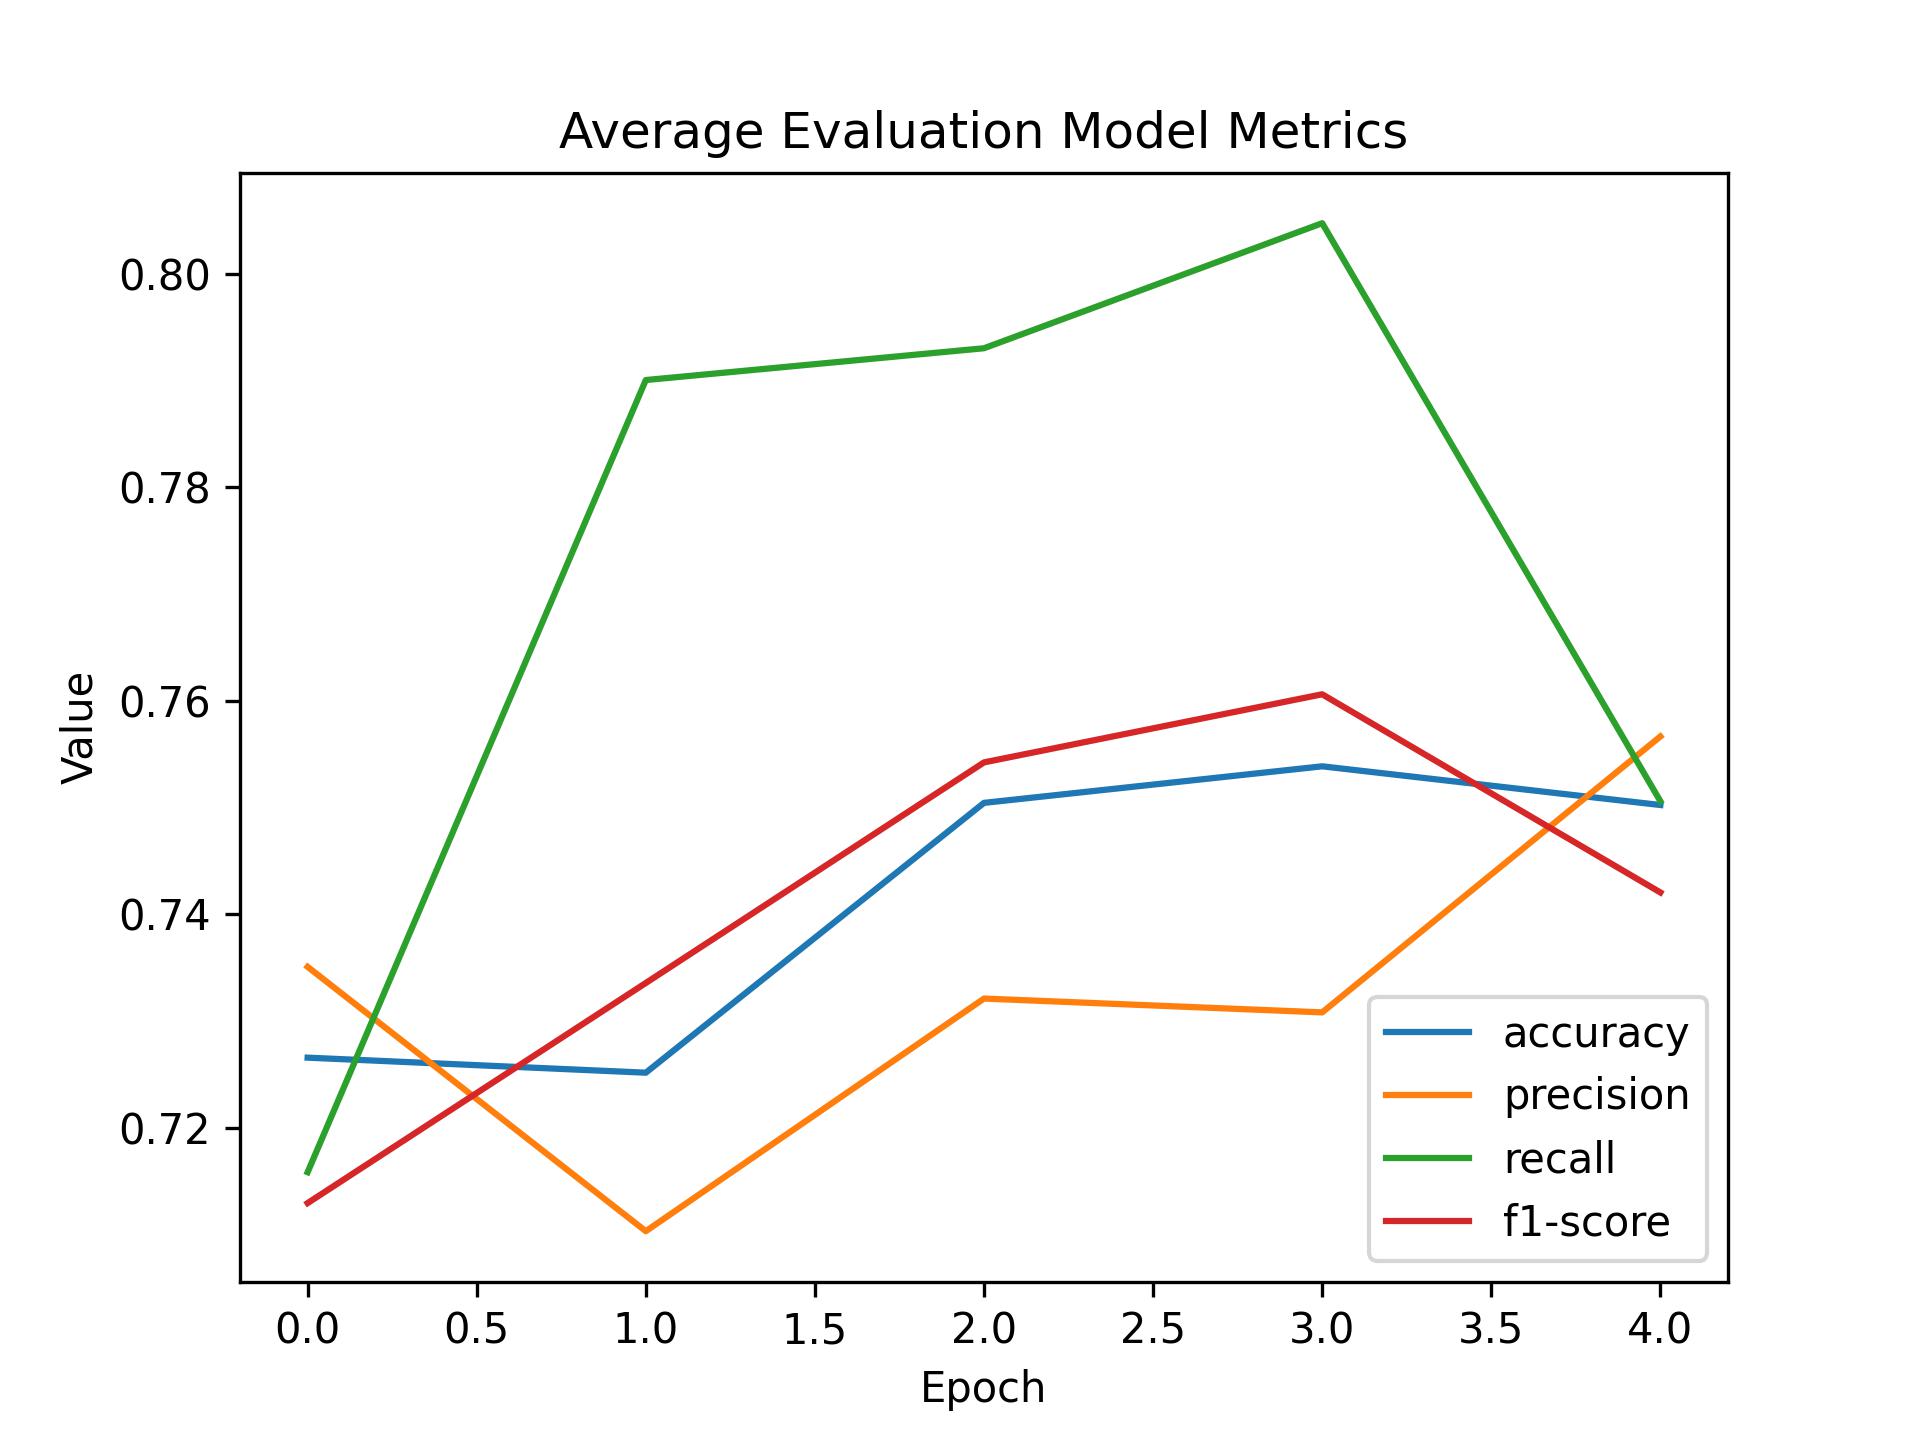 Average Evaluation Model Metrics
0.80
0.78
0.76
0.74
0.72
Value
0.0 0.5 1.0 1.5 2.0 2.5 3.0 3.5 4.0
Epoch
accuracy
precision
recall
f1-score